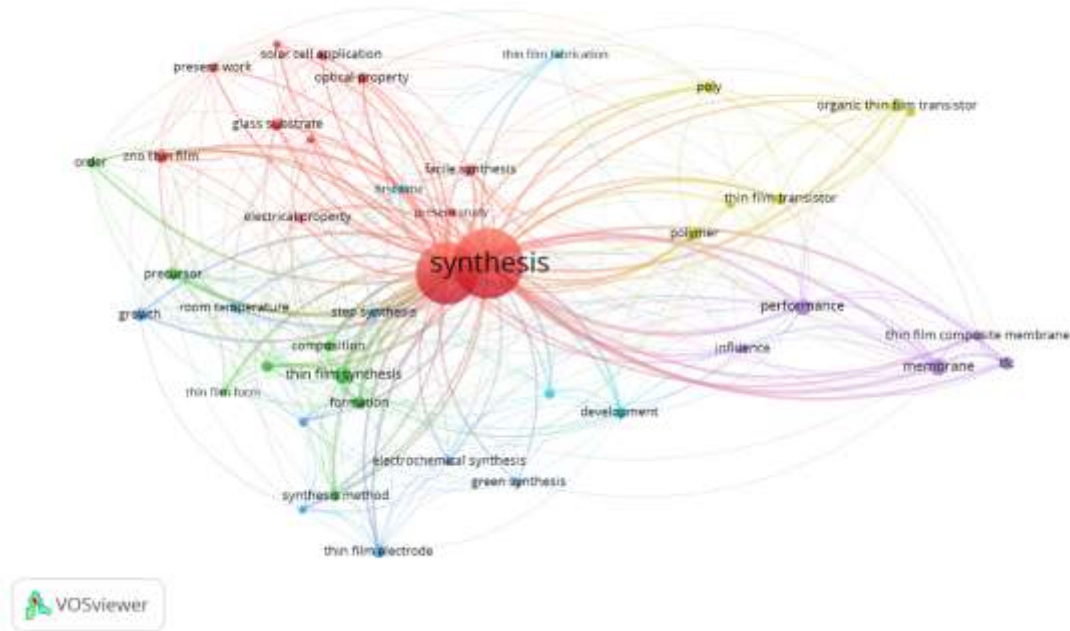 solar cell application
thin film fabrication
present work
optical property
poly
organic thin film transistor
glass substrate
order
zno thin film
facile synthesis
thin film transistor
present study
electrical property
polymer
synthesis
precursor
room temperature
growth
step synthesis
performance
thin film composite membrane
composition
influence
membrane
thin film synthesis
thin film form
formation
development
electrochemical synthesis
green synthesis
synthesis method
thin film electrode
VOSviewer